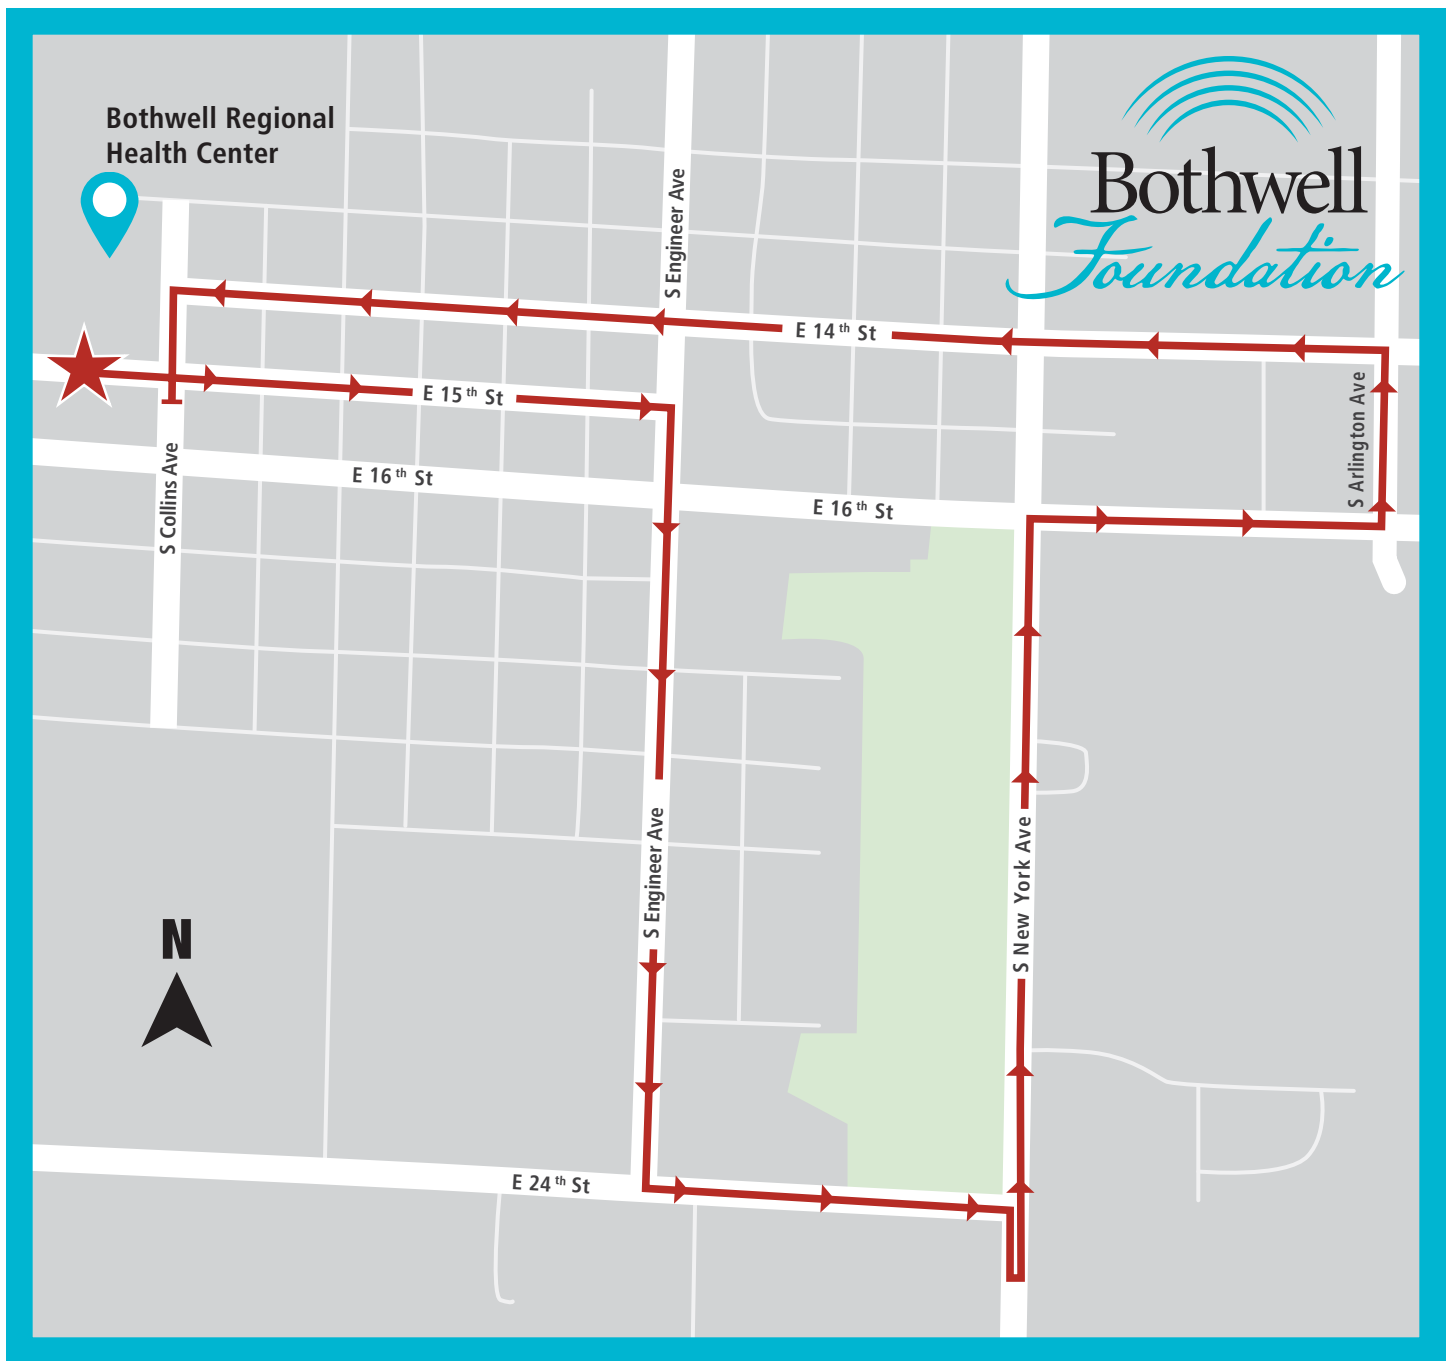 Bothwell Regional
Health Center
Bothwell
Foundation
S Engineer Ave
E 14th St
S Arlington Ave
E 15th St
S Collins Ave
E 16th St
E 16th St
S Engineer Ave
S New York Ave
N
E 24th St